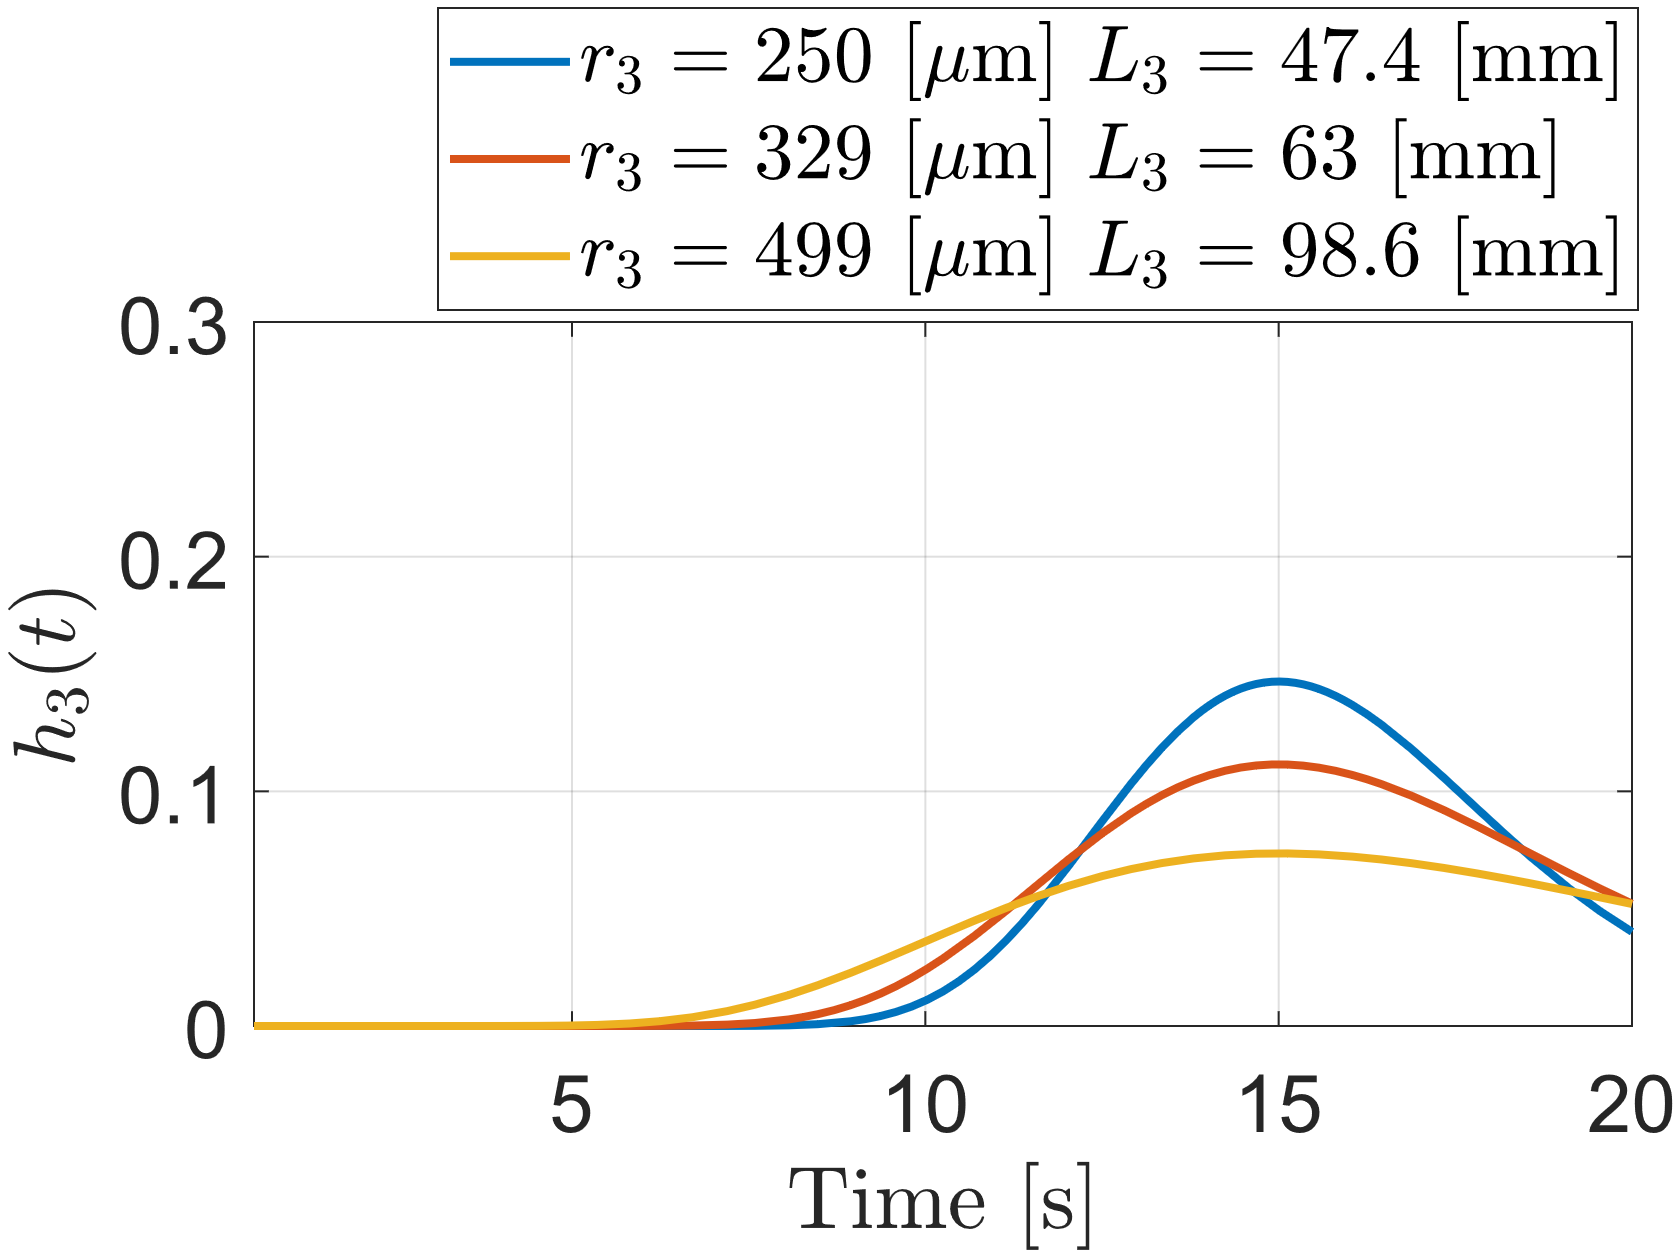 r₃ = 250 [μm] L₃ = 47.4 [mm]
r₃ = 329 [μm] L₃ = 63 [mm]
r₃ = 499 [μm] L₃ = 98.6 [mm]
0.3
0.2
0.1
0
h₃(t)
5 10 15 20
Time [s]